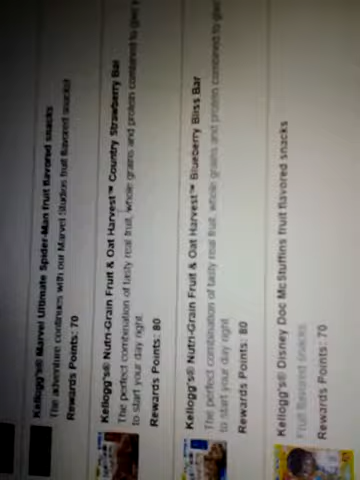 Kellogg's® Marvel Ultimate Spider-Man fruit flavored snacks
The adventure continues with our Marvel Studios fruit flavored snacks!
Rewards Points: 70
Kellogg's® Nutri-Grain Fruit & Oat Harvest™ Country Strawberry Bar
The perfect combination of tasty real fruit, whole grains and protein combined to give
to start your day right.
Rewards Points: 80
Kellogg's® Nutri-Grain Fruit & Oat Harvest™ Blueberry Bliss Bar
The perfect combination of tasty real fruit, whole grains and protein combined to give
to start your day right
Rewards Points: 80
Kellogg's® Disney Doc McStuffins fruit flavored snacks
Fruit flavored snacks
Rewards Points: 70